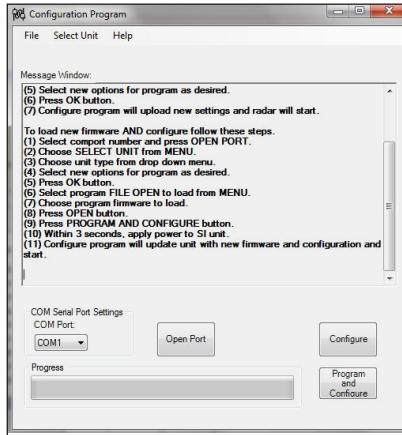 Configuration Program
File Select Unit Help
Message Window:
(5) Select new options for program as desired.
(6) Press OK button.
(7) Configure program will upload new settings and radar will start.
To load new firmware AND configure follow these steps.
(1) Select comport number and press OPEN PORT.
(2) Choose SELECT UNIT from MENU.
(3) Choose unit type from drop down menu.
(4) Select new options for program as desired.
(5) Press OK button.
(6) Select program FILE OPEN to load from MENU.
(7) Choose program firmware to load.
(8) Press OPEN button.
(9) Press PROGRAM AND CONFIGURE button.
(10) Within 3 seconds, apply power to SI unit.
(11) Configure program will update unit with new firmware and configuration and
start.
COM Serial Port Settings
COM Port:
COM1
Open Port
Configure
Progress
Program
and
Configure